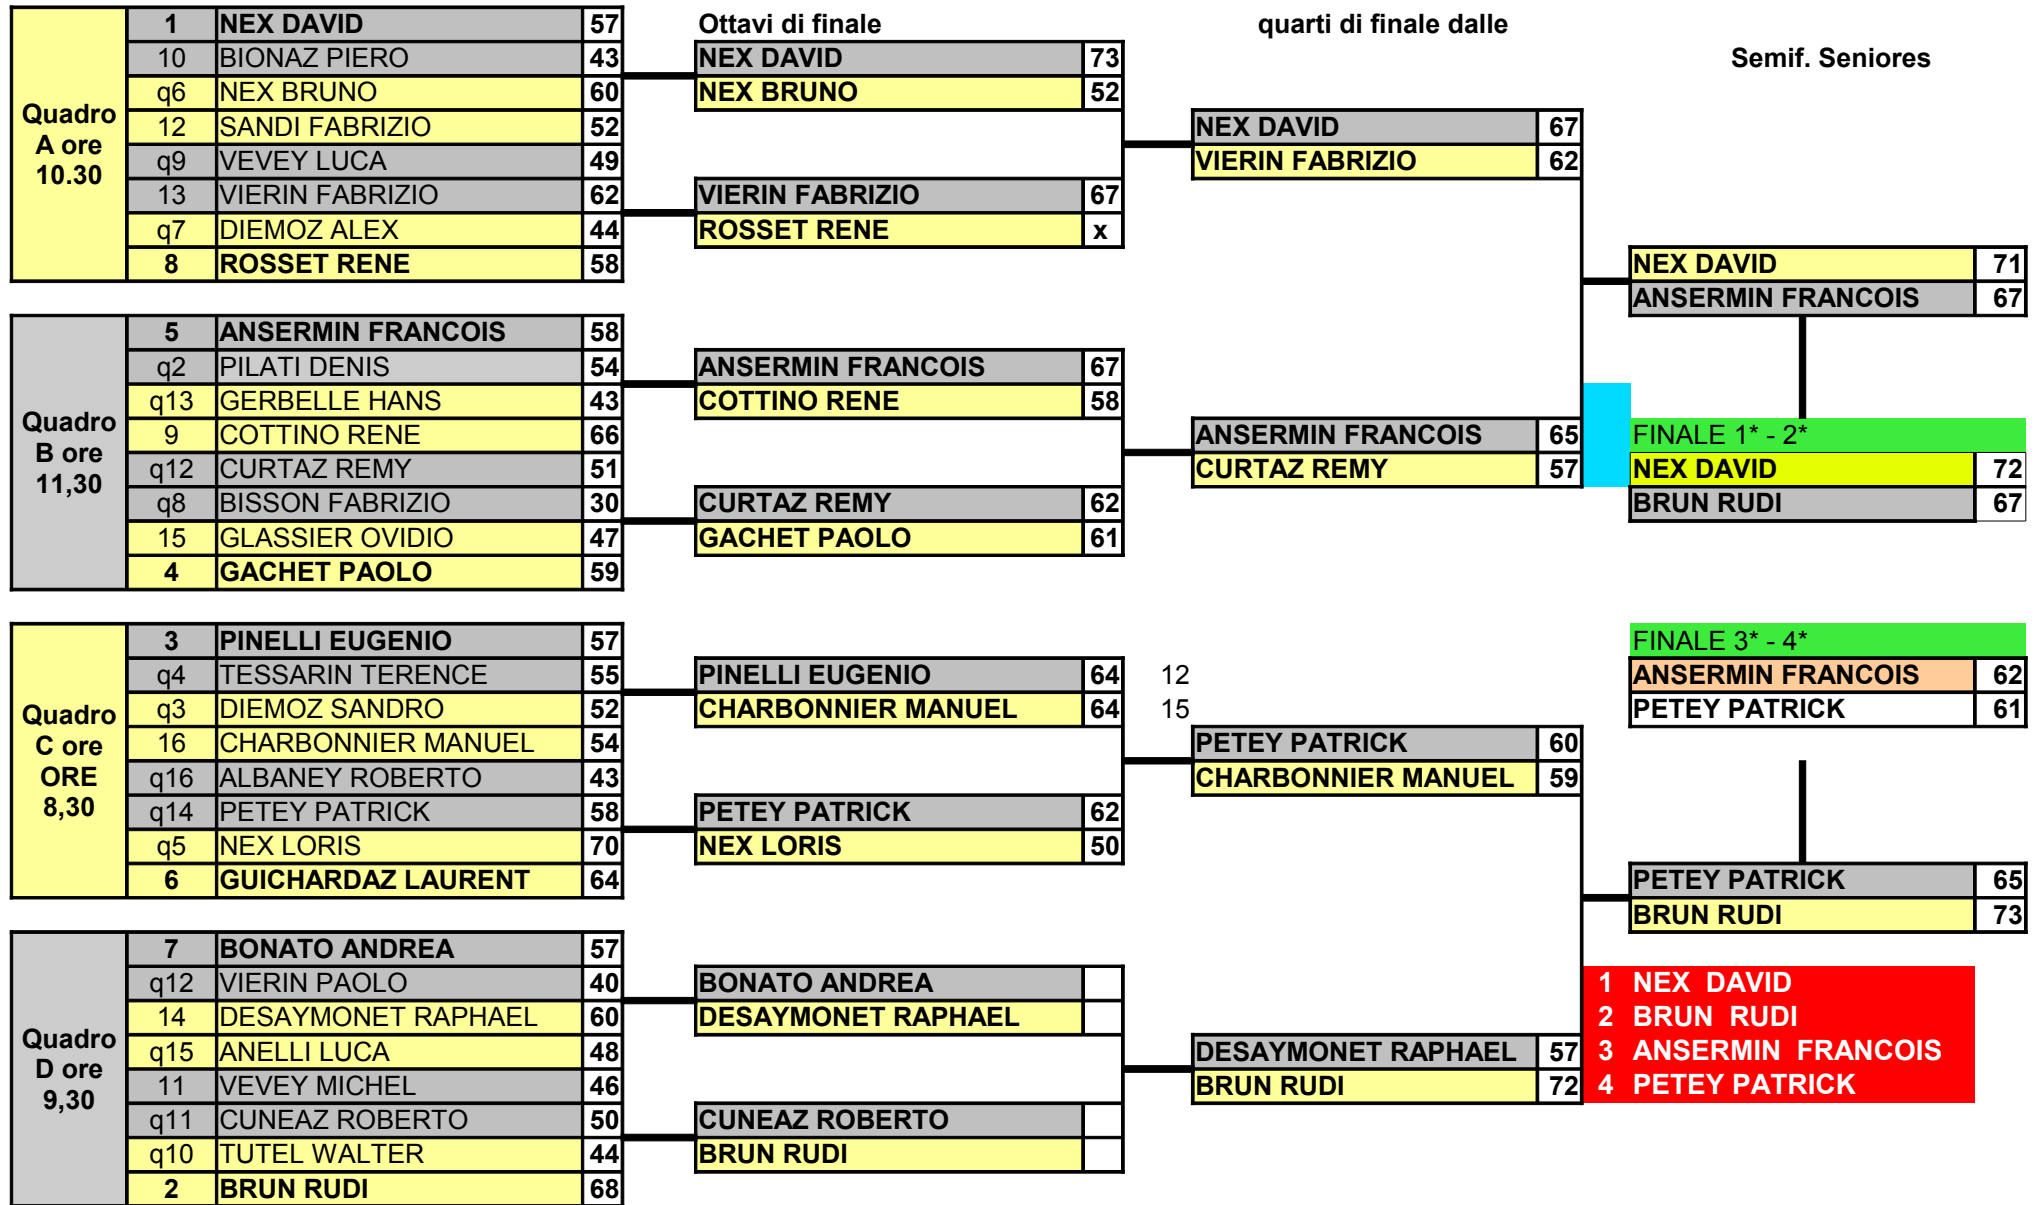 Ottavi di finale
quarti di finale dalle
Semif. Seniores
Quadro A ore 10.30
1 NEX DAVID 57
10 BIONAZ PIERO 43
q6 NEX BRUNO 60
12 SANDI FABRIZIO 52
q9 VEVEY LUCA 49
13 VIERIN FABRIZIO 62
q7 DIEMOZ ALEX 44
8 ROSSET RENE 58
Quadro B ore 11,30
5 ANSERMIN FRANCOIS 58
q2 PILATI DENIS 54
q13 GERBELLE HANS 43
9 COTTINO RENE 66
q12 CURTAZ REMY 51
q8 BISSON FABRIZIO 30
15 GLASSIER OVIDIO 47
4 GACHET PAOLO 59
Quadro C ore ORE 8,30
3 PINELLI EUGENIO 57
q4 TESSARIN TERENCE 55
q3 DIEMOZ SANDRO 52
16 CHARBONNIER MANUEL 54
q16 ALBANEY ROBERTO 43
q14 PETEY PATRICK 58
q5 NEX LORIS 70
6 GUICHARDAZ LAURENT 64
Quadro D ore 9,30
7 BONATO ANDREA 57
q12 VIERIN PAOLO 40
14 DESAYMONET RAPHAEL 60
q15 ANELLI LUCA 48
11 VEVEY MICHEL 46
q11 CUNEAZ ROBERTO 50
q10 TUTEL WALTER 44
2 BRUN RUDI 68
NEX DAVID 73
NEX BRUNO 52
VIERIN FABRIZIO 67
ROSSET RENE x
ANSERMIN FRANCOIS 67
COTTINO RENE 58
CURTAZ REMY 62
GACHET PAOLO 61
PINELLI EUGENIO 64 12
CHARBONNIER MANUEL 64 15
PETEY PATRICK 62
NEX LORIS 50
BONATO ANDREA
DESAYMONET RAPHAEL
CUNEAZ ROBERTO
BRUN RUDI
NEX DAVID 67
VIERIN FABRIZIO 62
ANSERMIN FRANCOIS 65
CURTAZ REMY 57
PETEY PATRICK 60
CHARBONNIER MANUEL 59
DESAYMONET RAPHAEL 57
BRUN RUDI 72
NEX DAVID 71
ANSERMIN FRANCOIS 67
FINALE 1* - 2*
NEX DAVID 72
BRUN RUDI 67
FINALE 3* - 4*
ANSERMIN FRANCOIS 62
PETEY PATRICK 61
PETEY PATRICK 65
BRUN RUDI 73
1 NEX DAVID
2 BRUN RUDI
3 ANSERMIN FRANCOIS
4 PETEY PATRICK